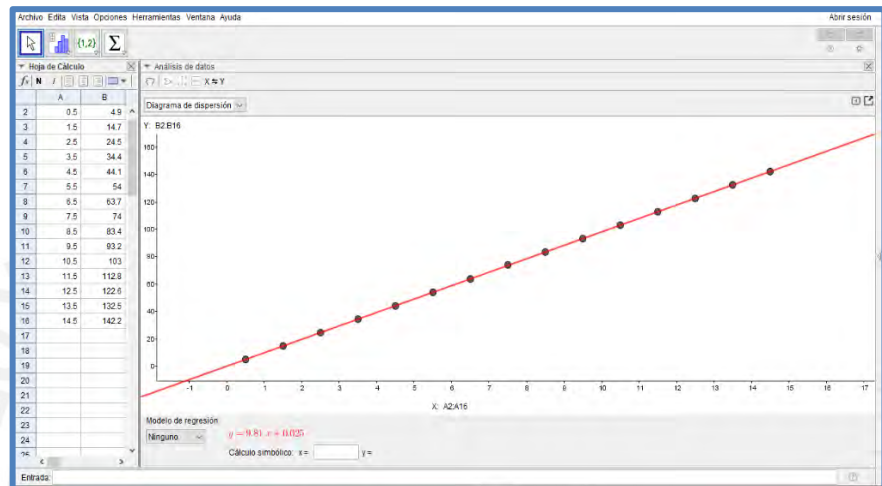 Archivo Edita Vista Opciones Herramientas Ventana Ayuda Abrir sesión
{1,2} Σ
Hoja de Cálculo Análisis de datos
fx N I X⇆Y
A B
Diagrama de dispersión
2 0.5 4.9
3 1.5 14.7
4 2.5 24.5
5 3.5 34.4
6 4.5 44.1
7 5.5 54
8 6.5 63.7
9 7.5 74
10 8.5 83.4
11 9.5 93.2
12 10.5 103
13 11.5 112.8
14 12.5 122.6
15 13.5 132.5
16 14.5 142.2
17
18
19
20
21
22
23
24
25
Y: B2:B16
160
140
120
100
80
60
40
20
0
-1 0 1 2 3 4 5 6 7 8 9 10 11 12 13 14 15 16 17
X: A2:A16
Modelo de regresión
Ninguno y = 9.81 x + 0.025
Cálculo simbólico: x = y =
Entrada: